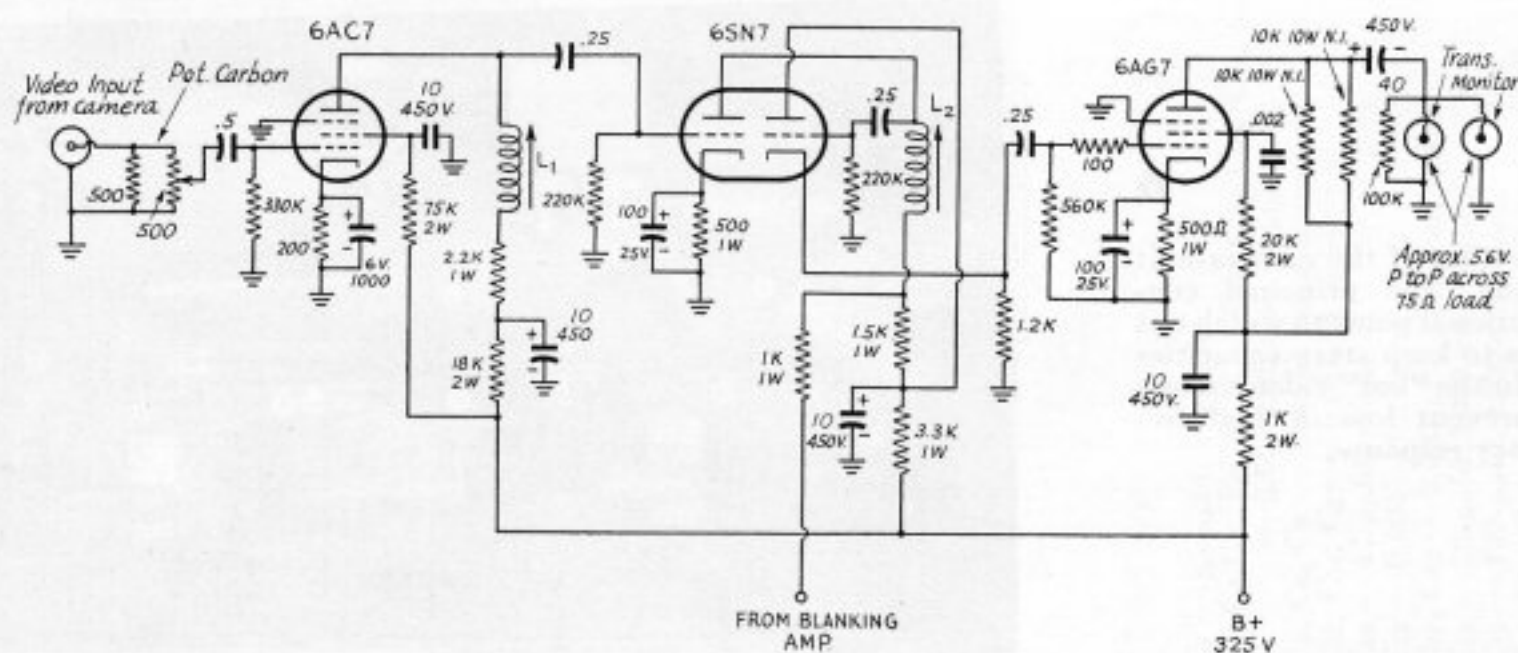 6AC7
6SN7
6AG7
Video Input
from camera
Pot. Carbon
.500
500
.5
330K
200
6V.
1000
10
450V.
75K
2W
L1
2.2K
1W
10
450
18K
2W
.25
220K
100
25V
500
1W
.25
L2
220K
1K
1W
1.5K
1W
10
450V.
3.3K
1W
1.2K
.25
100
560K
100
25V.
500Ω
1W
.002
20K
2W
10
450V.
1K
2W
10K 10W N.I.
10K 10W N.I.
450V.
40
100K
Trans.
Monitor
Approx. 5.6V.
P to P across
75Ω load
FROM BLANKING
AMP.
B+
325 V